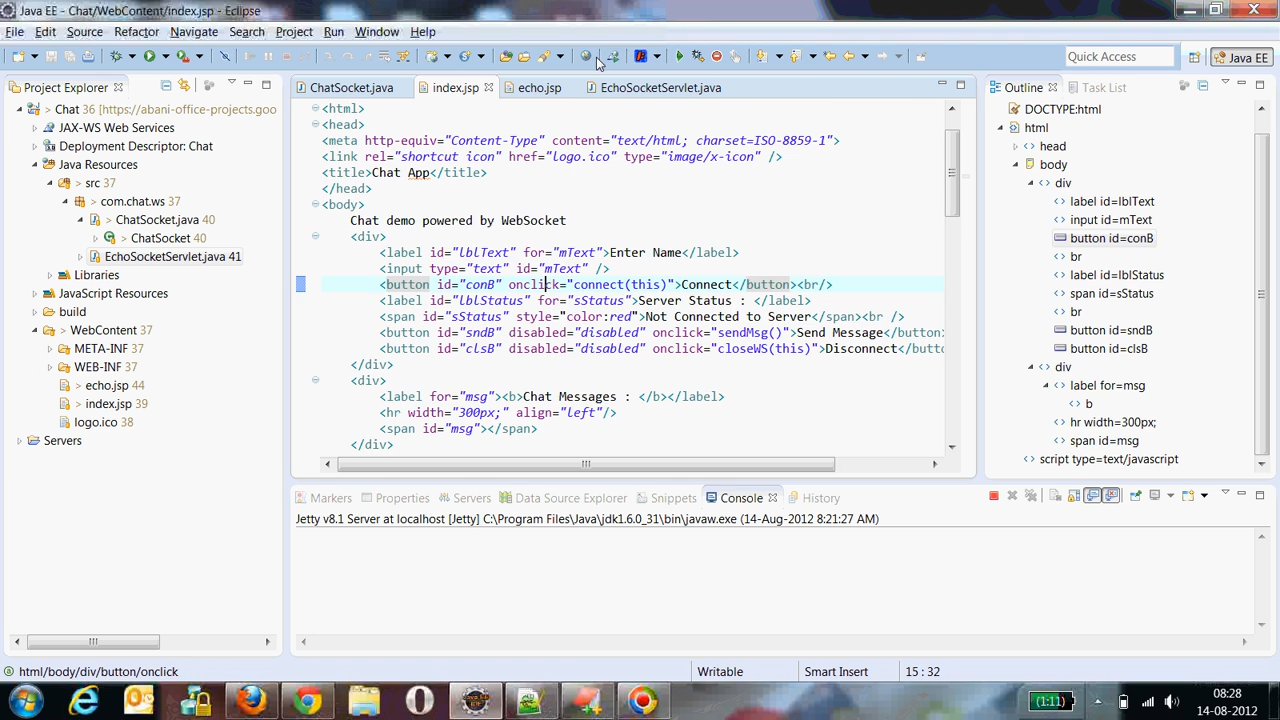 Java EE - Chat/WebContent/index.jsp - Eclipse
File Edit Source Refactor Navigate Search Project Run Window Help
Quick Access
Java EE
Project Explorer
ChatSocket.java
index.jsp
echo.jsp
EchoSocketServlet.java
Outline
Task List
Chat 36 [https://abani-office-projects.goo
JAX-WS Web Services
Deployment Descriptor: Chat
Java Resources
src 37
com.chat.ws 37
ChatSocket.java 40
ChatSocket 40
EchoSocketServlet.java 41
Libraries
JavaScript Resources
build
WebContent 37
META-INF 37
WEB-INF 37
echo.jsp 44
index.jsp 39
logo.ico 38
Servers
<html>
<head>
<meta http-equiv="Content-Type" content="text/html; charset=ISO-8859-1">
<link rel="shortcut icon" href="logo.ico" type="image/x-icon" />
<title>Chat App</title>
</head>
<body>
Chat demo powered by WebSocket
<div>
<label id="lblText" for="mText">Enter Name</label>
<input type="text" id="mText" />
<button id="conB" onclick="connect(this)">Connect</button><br/>
<label id="lblStatus" for="sStatus">Server Status : </label>
<span id="sStatus" style="color:red">Not Connected to Server</span><br />
<button id="sndB" disabled="disabled" onclick="sendMsg()">Send Message</button>
<button id="clsB" disabled="disabled" onclick="closeWS(this)">Disconnect</butto
</div>
<div>
<label for="msg"><b>Chat Messages : </b></label>
<hr width="300px;" align="left"/>
<span id="msg"></span>
</div>
DOCTYPE:html
html
head
body
div
label id=lblText
input id=mText
button id=conB
br
label id=lblStatus
span id=sStatus
br
button id=sndB
button id=clsB
div
label for=msg
b
hr width=300px;
span id=msg
script type=text/javascript
Markers
Properties
Servers
Data Source Explorer
Snippets
Console
History
Jetty v8.1 Server at localhost [Jetty] C:\Program Files\Java\jdk1.6.0_31\bin\javaw.exe (14-Aug-2012 8:21:27 AM)
html/body/div/button/onclick
Writable
Smart Insert
15 : 32
(1:11)
08:28
14-08-2012